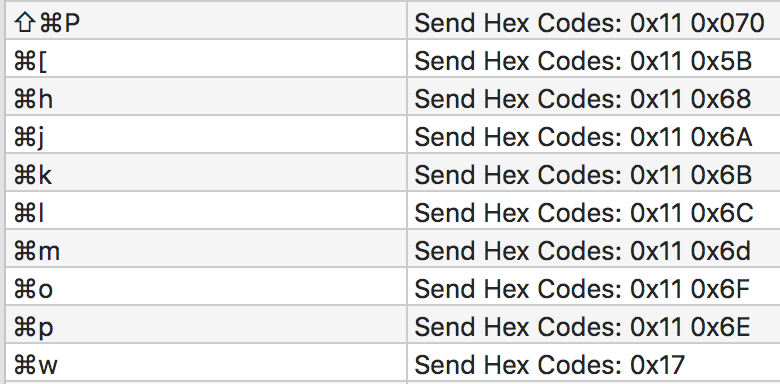 ⇧⌘P Send Hex Codes: 0x11 0x070
⌘[ Send Hex Codes: 0x11 0x5B
⌘h Send Hex Codes: 0x11 0x68
⌘j Send Hex Codes: 0x11 0x6A
⌘k Send Hex Codes: 0x11 0x6B
⌘l Send Hex Codes: 0x11 0x6C
⌘m Send Hex Codes: 0x11 0x6d
⌘o Send Hex Codes: 0x11 0x6F
⌘p Send Hex Codes: 0x11 0x6E
⌘w Send Hex Codes: 0x17